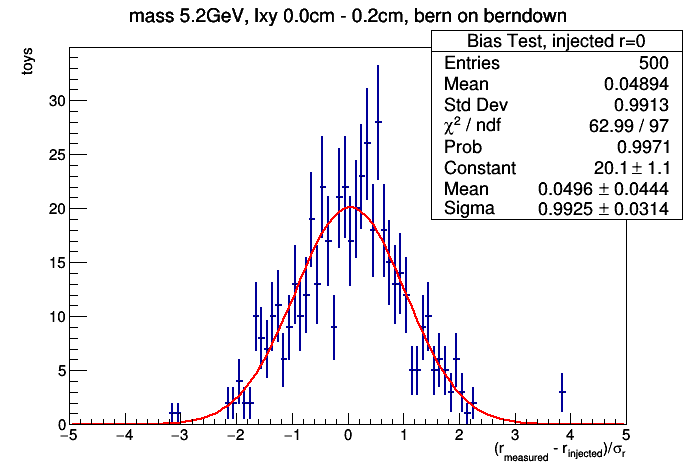 mass 5.2GeV, lxy 0.0cm - 0.2cm, bern on berndown
Bias Test, injected r=0
Entries 500
Mean 0.04894
Std Dev 0.9913
χ² / ndf 62.99 / 97
Prob 0.9971
Constant 20.1 ± 1.1
Mean 0.0496 ± 0.0444
Sigma 0.9925 ± 0.0314
toys
30
25
20
15
10
5
0
−5 −4 −3 −2 −1 0 1 2 3 4 5
(r_measured - r_injected)/σ_r